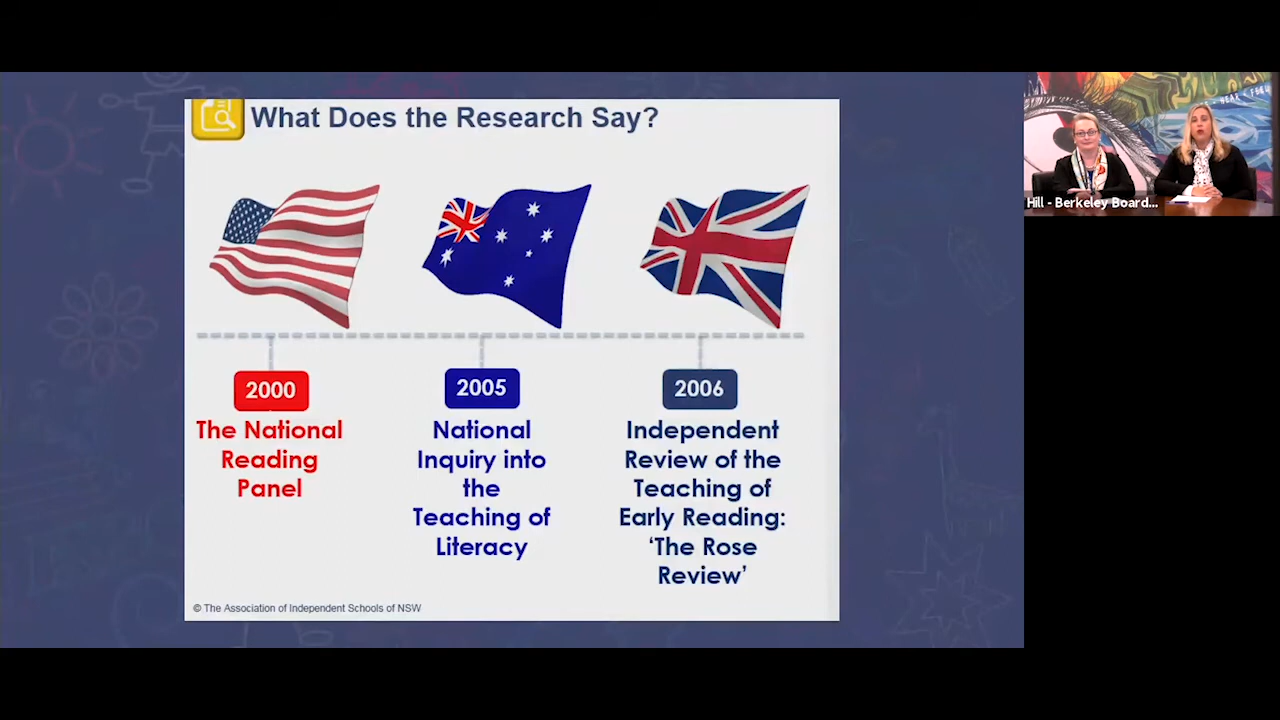 What Does the Research Say?
2000
The National
Reading
Panel
2005
National
Inquiry into
the
Teaching of
Literacy
2006
Independent
Review of the
Teaching of
Early Reading:
‘The Rose
Review’
© The Association of Independent Schools of NSW
Hill - Berkeley Board...